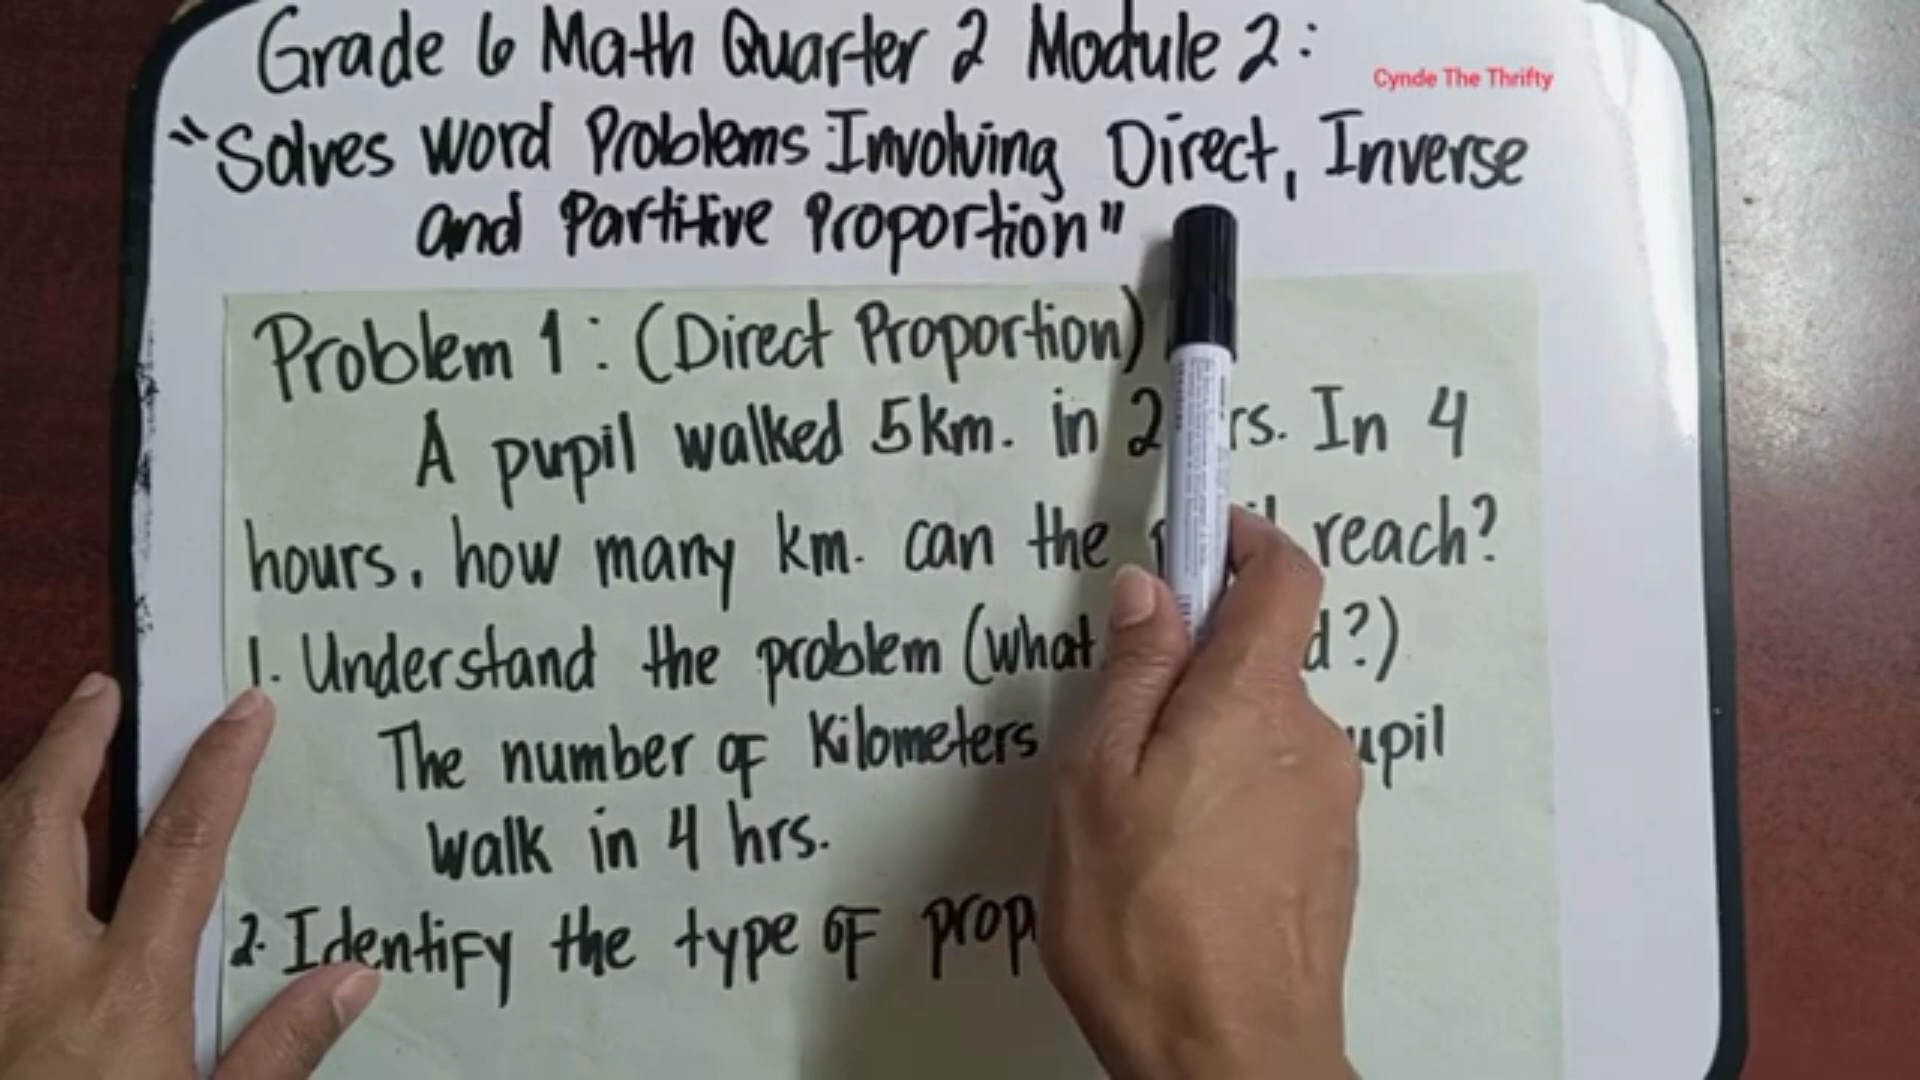 Grade 6 Math Quarter 2 Module 2:
Cynde The Thrifty
"Solves Word Problems Involving Direct, Inverse
and Partitive Proportion"
Problem 1: (Direct Proportion)
A pupil walked 5km. in 2 rs. In 4
hours, how many km. can the reach?
1. Understand the problem (what ?)
The number of Kilometers
walk in 4 hrs.
2. Identify the type of